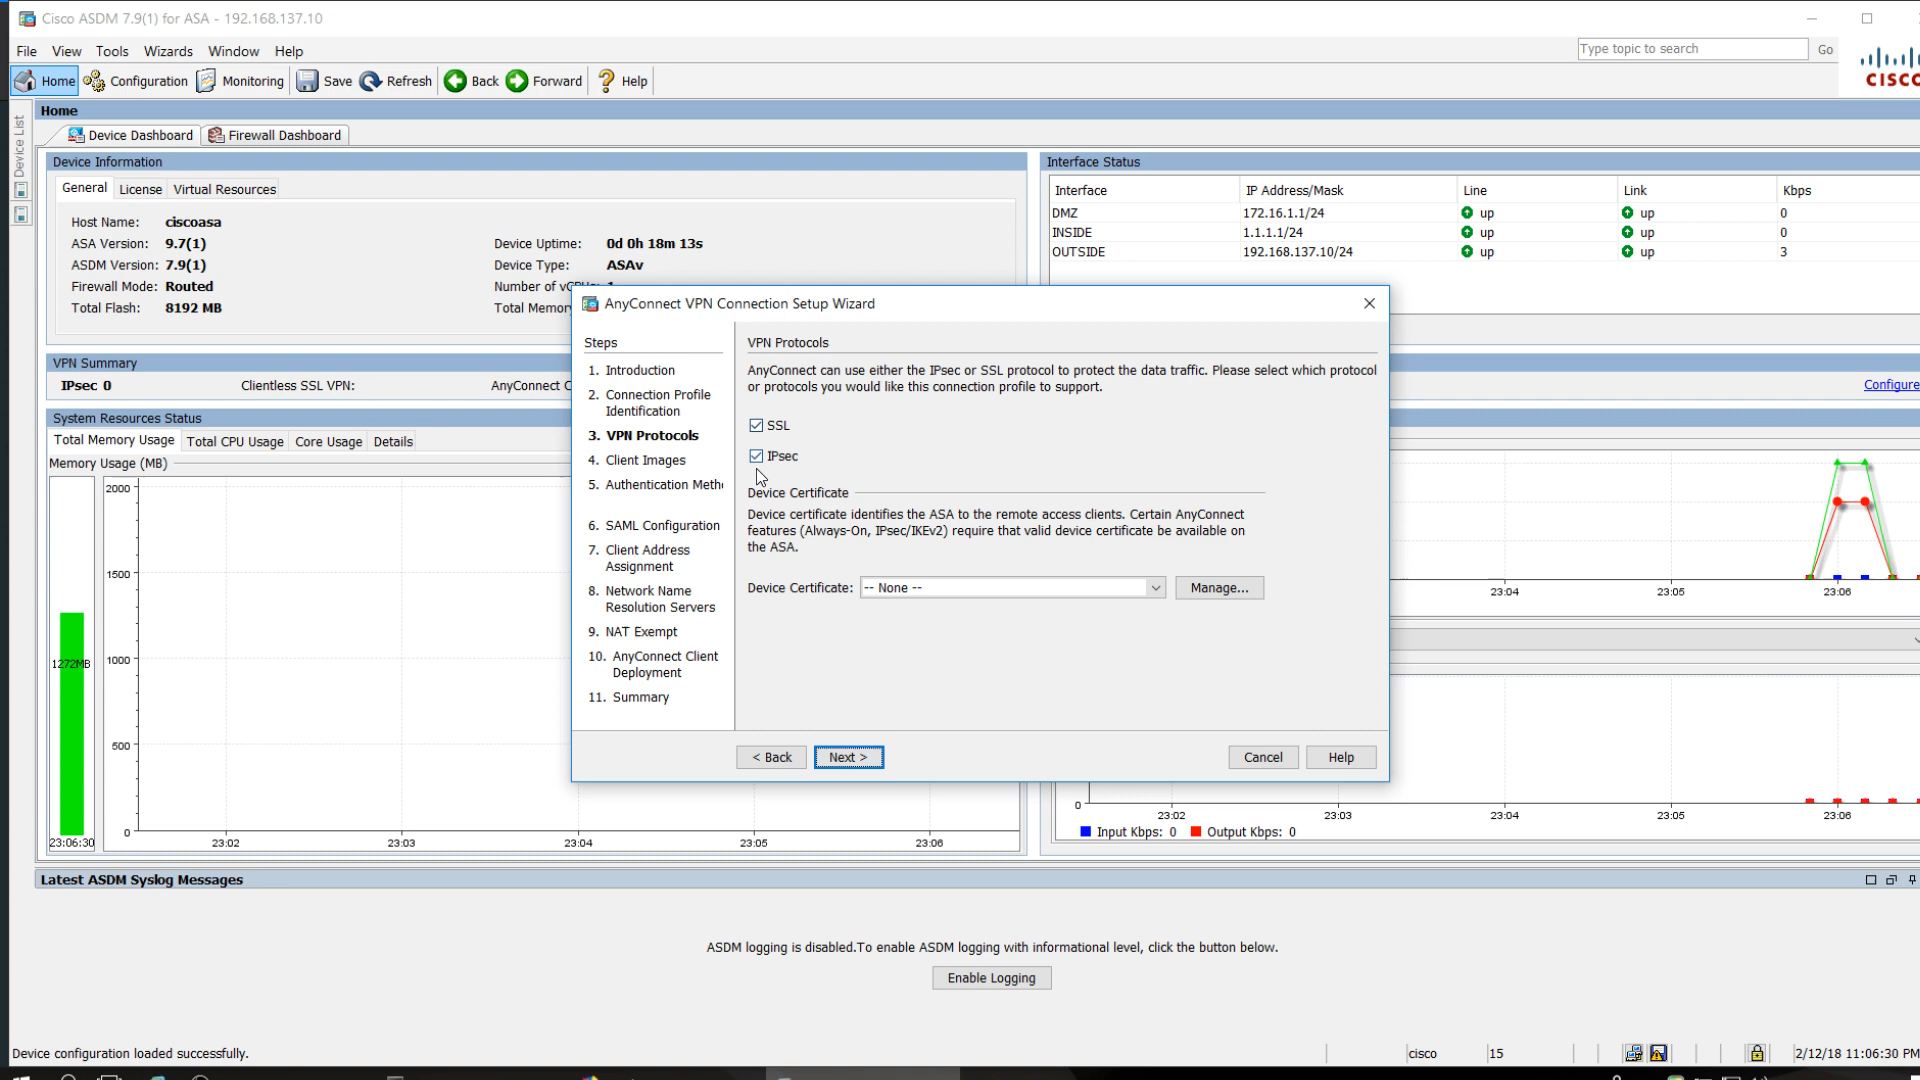 Cisco ASDM 7.9(1) for ASA - 192.168.137.10
File View Tools Wizards Window Help
Type topic to search Go
Home Configuration Monitoring Save Refresh Back Forward Help
CISCO
Home
Device List
Device Dashboard Firewall Dashboard
Device Information
General License Virtual Resources
Host Name: ciscoasa
ASA Version: 9.7(1) Device Uptime: 0d 0h 18m 13s
ASDM Version: 7.9(1) Device Type: ASAv
Firewall Mode: Routed
Total Flash: 8192 MB
Interface Status
Interface IP Address/Mask Line Link Kbps
DMZ 172.16.1.1/24 up up 0
INSIDE 1.1.1.1/24 up up 0
OUTSIDE 192.168.137.10/24 up up 3
VPN Summary
IPsec 0 Clientless SSL VPN: AnyConnect C
Configure
System Resources Status
Total Memory Usage Total CPU Usage Core Usage Details
Memory Usage (MB)
2000
1500
1272MB
1000
500
0
23:06:30 23:02 23:03 23:04 23:05 23:06
AnyConnect VPN Connection Setup Wizard
Steps
1. Introduction
2. Connection Profile
Identification
3. VPN Protocols
4. Client Images
5. Authentication Meth
6. SAML Configuration
7. Client Address
Assignment
8. Network Name
Resolution Servers
9. NAT Exempt
10. AnyConnect Client
Deployment
11. Summary
VPN Protocols
AnyConnect can use either the IPsec or SSL protocol to protect the data traffic. Please select which protocol
or protocols you would like this connection profile to support.
SSL
IPsec
Device Certificate
Device certificate identifies the ASA to the remote access clients. Certain AnyConnect
features (Always-On, IPsec/IKEv2) require that valid device certificate be available on
the ASA.
Device Certificate: -- None -- Manage...
< Back Next > Cancel Help
23:04 23:05 23:06
0
23:02 23:03 23:04 23:05 23:06
Input Kbps: 0 Output Kbps: 0
Latest ASDM Syslog Messages
ASDM logging is disabled.To enable ASDM logging with informational level, click the button below.
Enable Logging
Device configuration loaded successfully.
cisco 15 2/12/18 11:06:30 PM